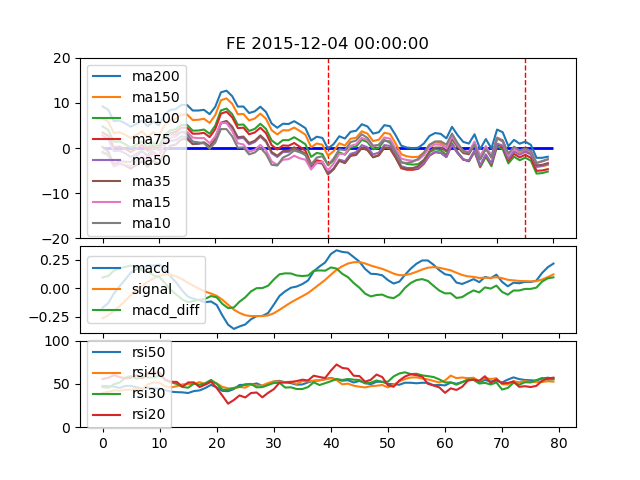 FE 2015-12-04 00:00:00
20
10
0
−10
−20
ma200
ma150
ma100
ma75
ma50
ma35
ma15
ma10
0.25
0.00
−0.25
macd
signal
macd_diff
100
50
0
rsi50
rsi40
rsi30
rsi20
0 10 20 30 40 50 60 70 80